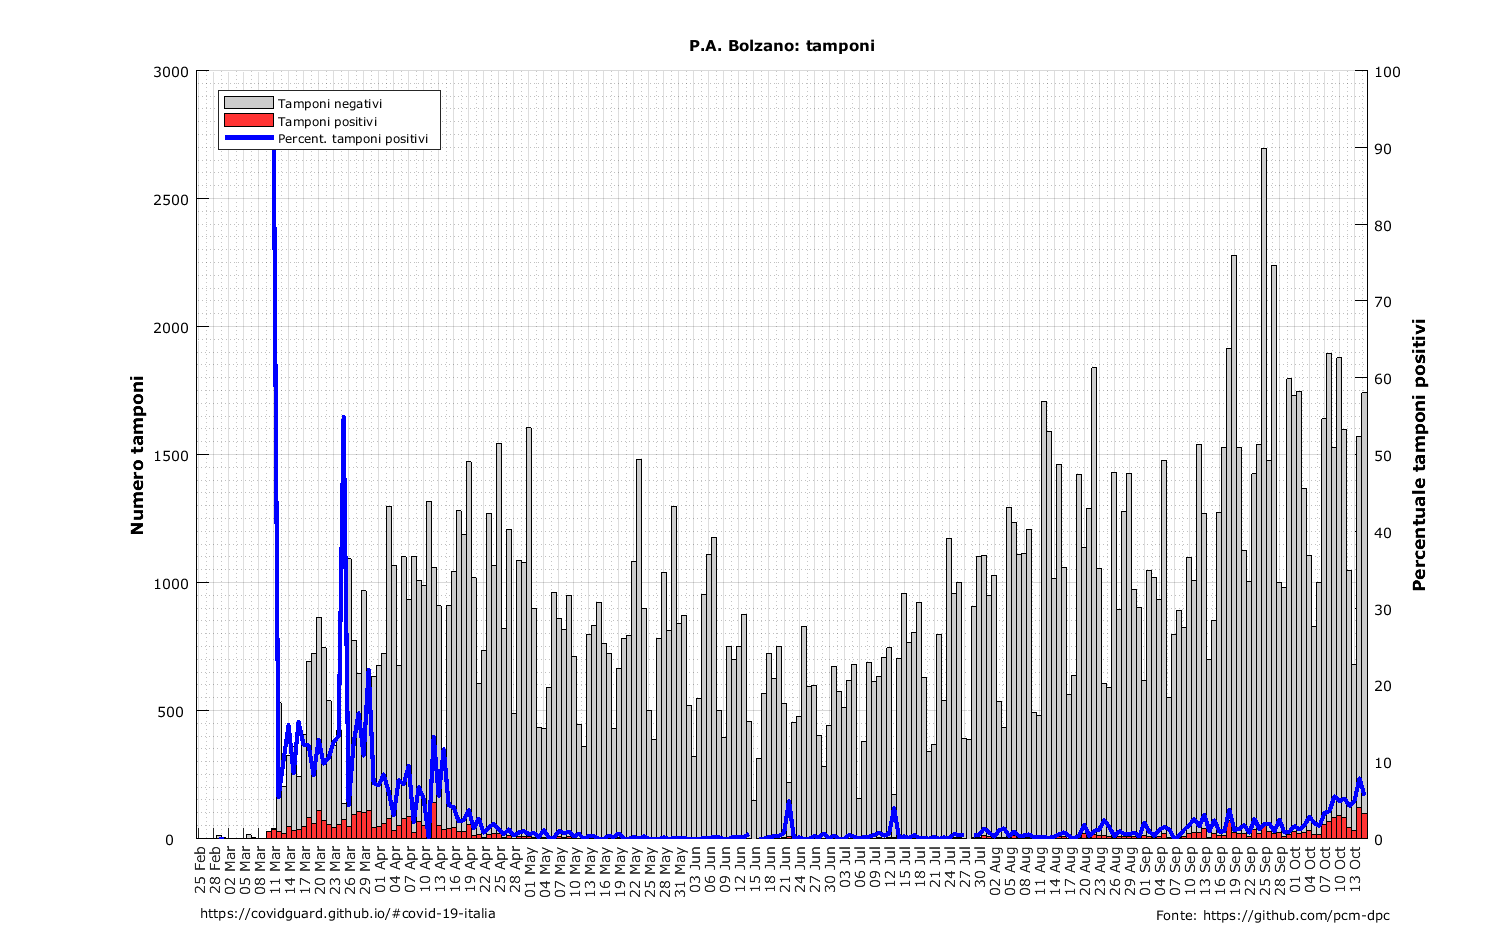 P.A. Bolzano: tamponi
3000
2500
2000
1500
1000
500
0
100
90
80
70
60
50
40
30
20
10
0
Tamponi negativi
Tamponi positivi
Percent. tamponi positivi
Numero tamponi
Percentuale tamponi positivi
25 Feb
28 Feb
02 Mar
05 Mar
08 Mar
11 Mar
14 Mar
17 Mar
20 Mar
23 Mar
26 Mar
29 Mar
01 Apr
04 Apr
07 Apr
10 Apr
13 Apr
16 Apr
19 Apr
22 Apr
25 Apr
28 Apr
01 May
04 May
07 May
10 May
13 May
16 May
19 May
22 May
25 May
28 May
31 May
03 Jun
06 Jun
09 Jun
12 Jun
15 Jun
18 Jun
21 Jun
24 Jun
27 Jun
30 Jun
03 Jul
06 Jul
09 Jul
12 Jul
15 Jul
18 Jul
21 Jul
24 Jul
27 Jul
30 Jul
02 Aug
05 Aug
08 Aug
11 Aug
14 Aug
17 Aug
20 Aug
23 Aug
26 Aug
29 Aug
01 Sep
04 Sep
07 Sep
10 Sep
13 Sep
16 Sep
19 Sep
22 Sep
25 Sep
28 Sep
01 Oct
04 Oct
07 Oct
10 Oct
13 Oct
https://covidguard.github.io/#covid-19-italia
Fonte: https://github.com/pcm-dpc